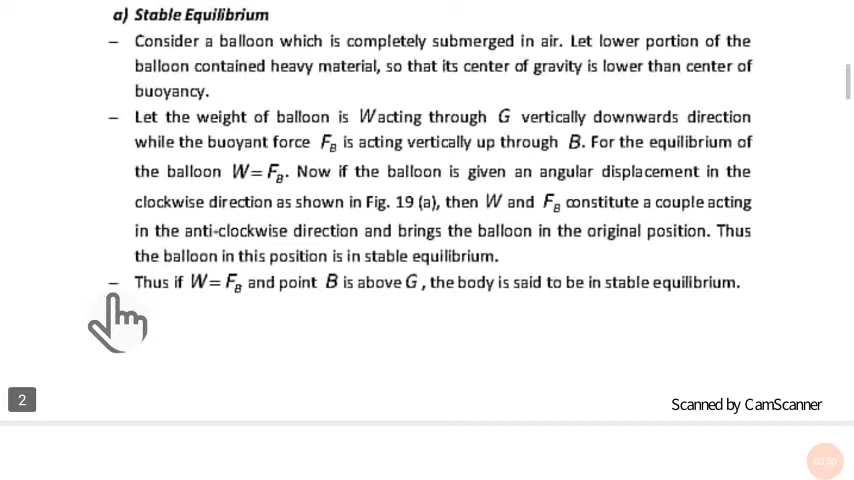 a) Stable Equilibrium
– Consider a balloon which is completely submerged in air. Let lower portion of the
balloon contained heavy material, so that its center of gravity is lower than center of
buoyancy.
– Let the weight of balloon is W acting through G vertically downwards direction
while the buoyant force F_B is acting vertically up through B. For the equilibrium of
the balloon W= F_B. Now if the balloon is given an angular displacement in the
clockwise direction as shown in Fig. 19 (a), then W and F_B constitute a couple acting
in the anti-clockwise direction and brings the balloon in the original position. Thus
the balloon in this position is in stable equilibrium.
– Thus if W= F_B and point B is above G , the body is said to be in stable equilibrium.
2
Scanned by CamScanner